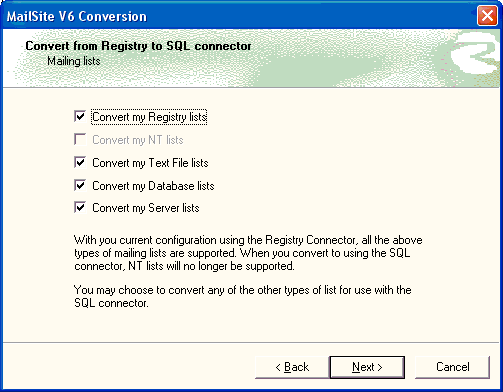 MailSite V6 Conversion
Convert from Registry to SQL connector
Mailing lists
Convert my Registry lists
Convert my NT lists
Convert my Text File lists
Convert my Database lists
Convert my Server lists
With you current configuration using the Registry Connector, all the above
types of mailing lists are supported. When you convert to using the SQL
connector, NT lists will no longer be supported.
You may choose to convert any of the other types of list for use with the
SQL connector.
< Back
Next >
Cancel